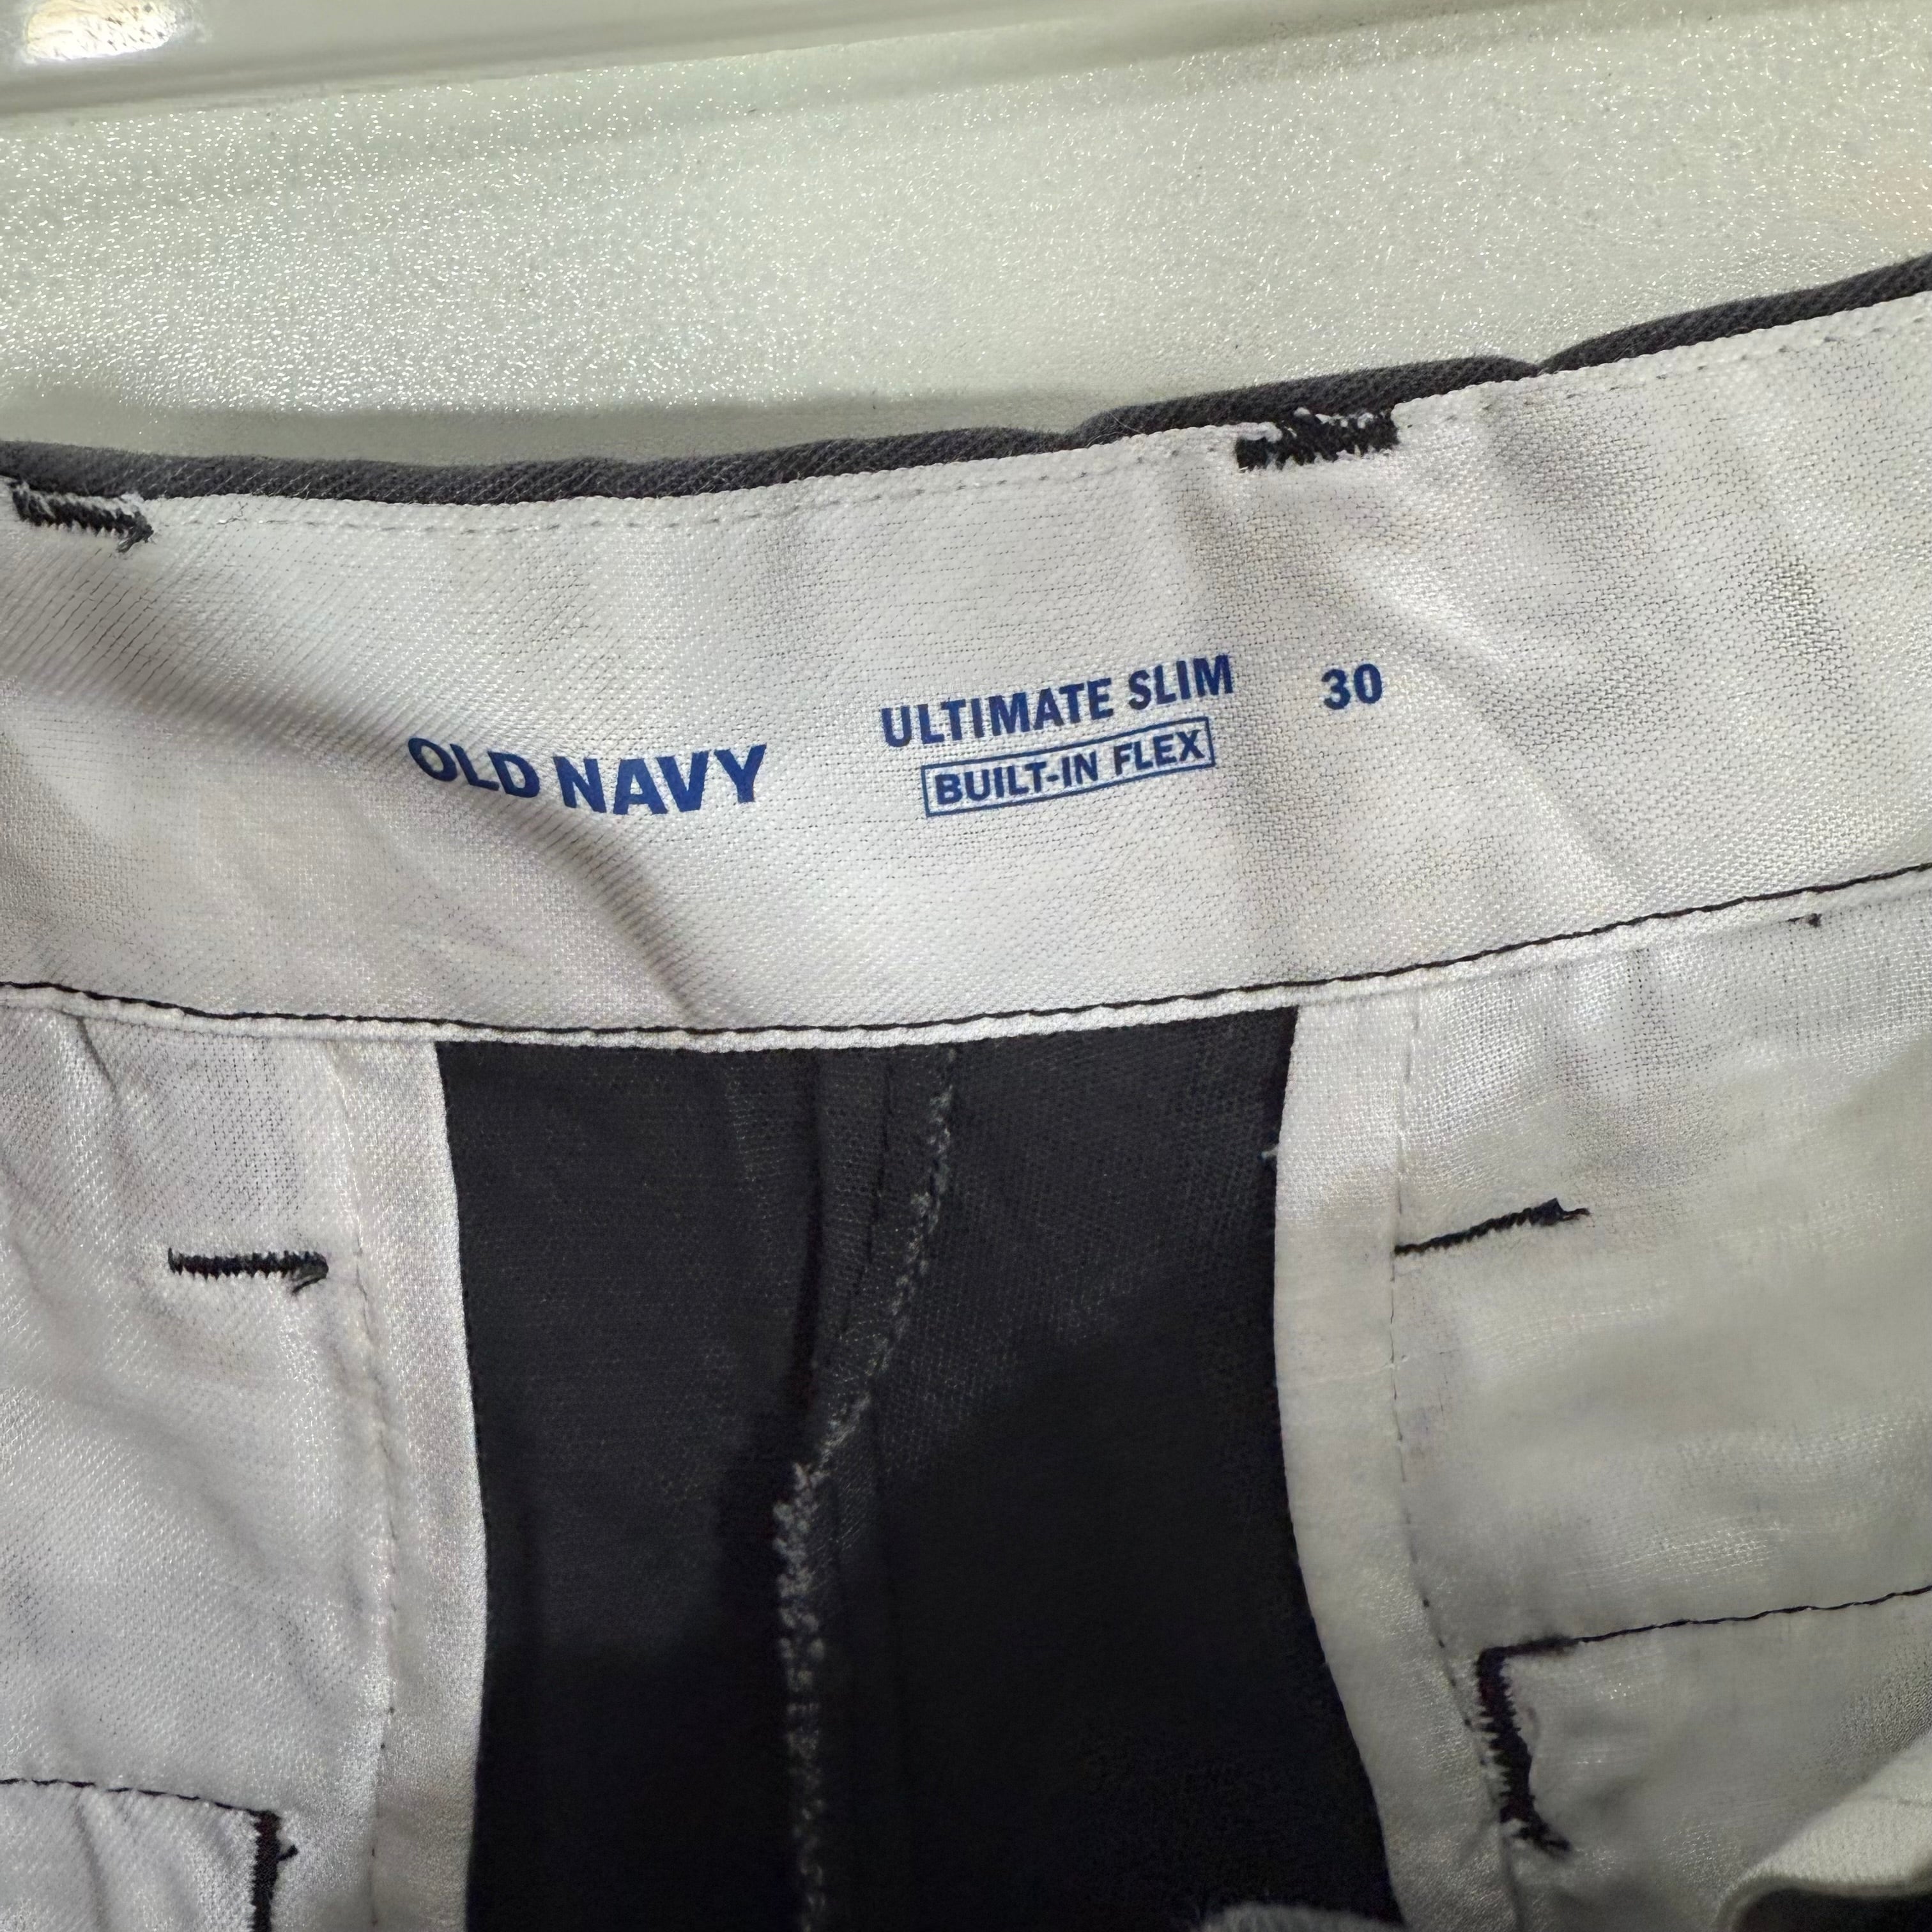 OLD NAVY
ULTIMATE SLIM
BUILT-IN FLEX
30